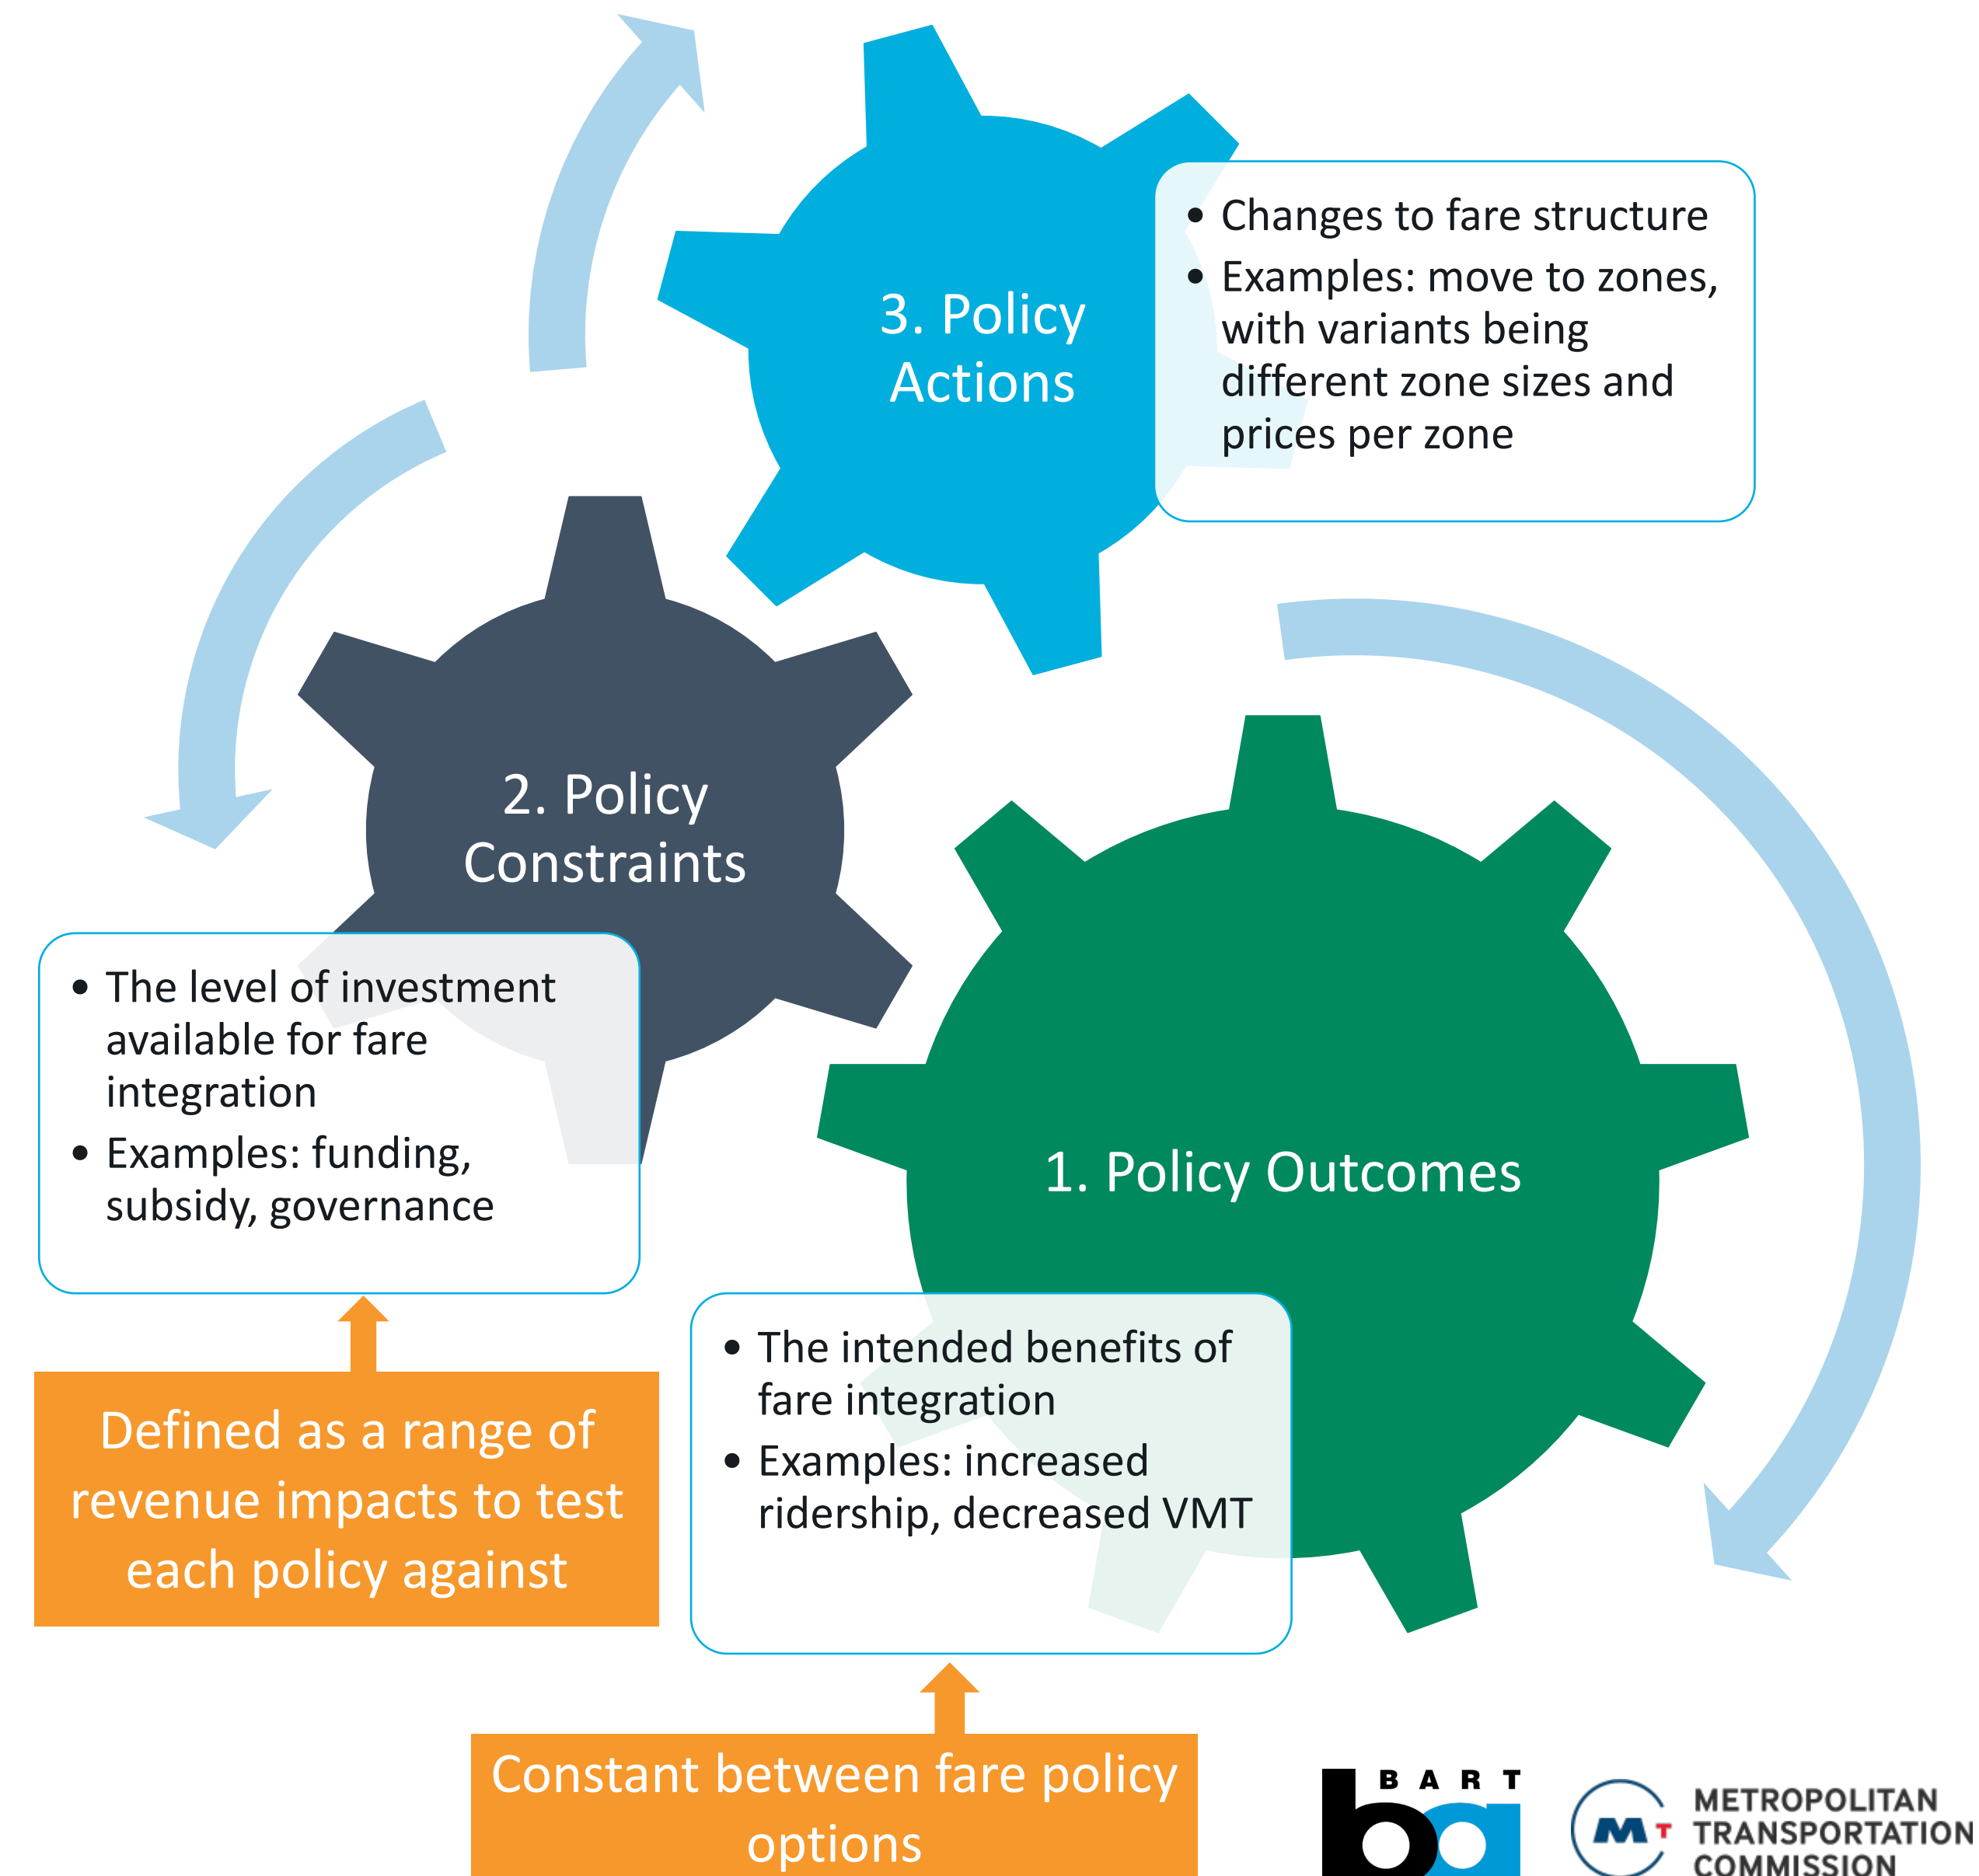 3. Policy
Actions
• Changes to fare structure
• Examples: move to zones,
with variants being
different zone sizes and
prices per zone
2. Policy
Constraints
• The level of investment
available for fare
integration
• Examples: funding,
subsidy, governance
Defined as a range of
revenue impacts to test
each policy against
1. Policy Outcomes
• The intended benefits of
fare integration
• Examples: increased
ridership, decreased VMT
Constant between fare policy
options
BART
ba
MT
METROPOLITAN
TRANSPORTATION
COMMISSION